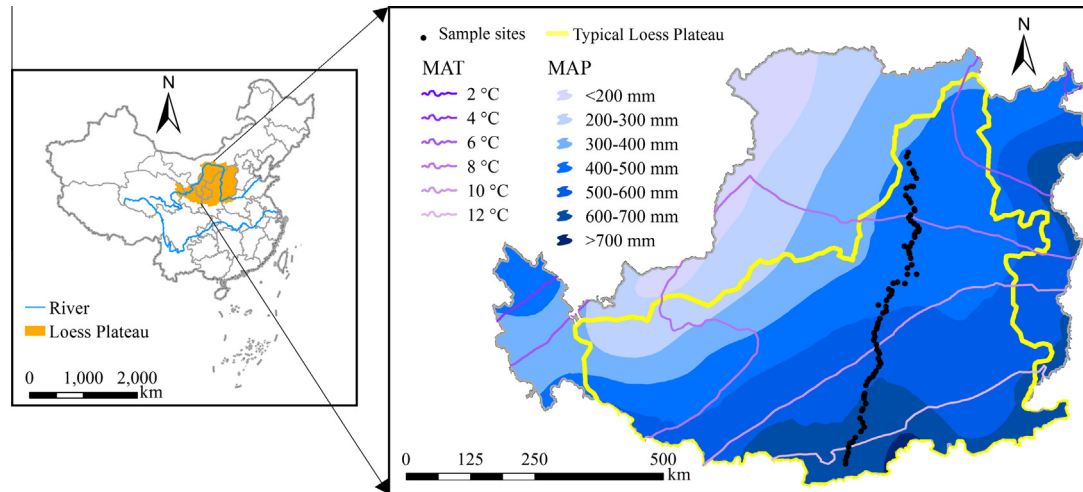 N
River
Loess Plateau
0 1,000 2,000
km
Sample sites
Typical Loess Plateau
N
MAT
2 °C
4 °C
6 °C
8 °C
10 °C
12 °C
MAP
<200 mm
200-300 mm
300-400 mm
400-500 mm
500-600 mm
600-700 mm
>700 mm
0 125 250 500
km